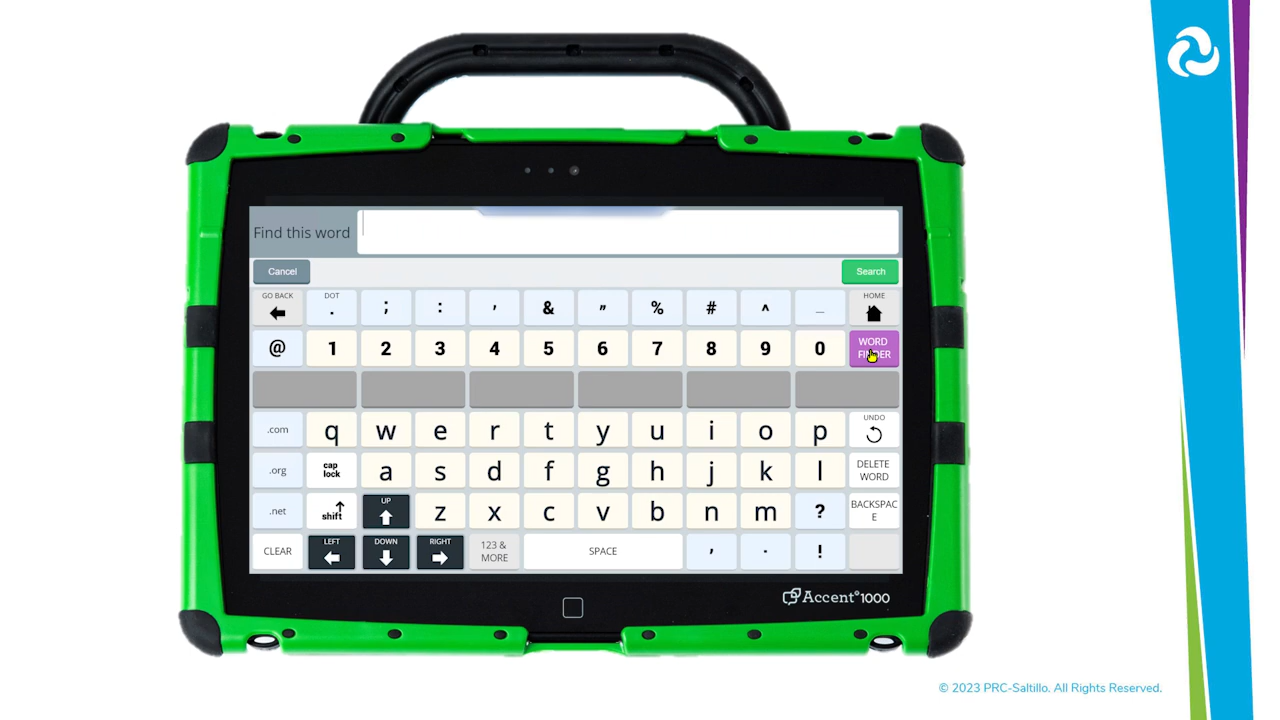 Find this word
Cancel Search
GO BACK DOT . ; : , & " % # ^ _ HOME
@ 1 2 3 4 5 6 7 8 9 0 WORD FINDER
.com q w e r t y u i o p UNDO
.org cap lock a s d f g h j k l DELETE WORD
.net shift UP z x c v b n m ? BACKSPACE
CLEAR LEFT DOWN RIGHT 123 & MORE SPACE ' . !
Accent®1000
© 2023 PRC-Saltillo. All Rights Reserved.